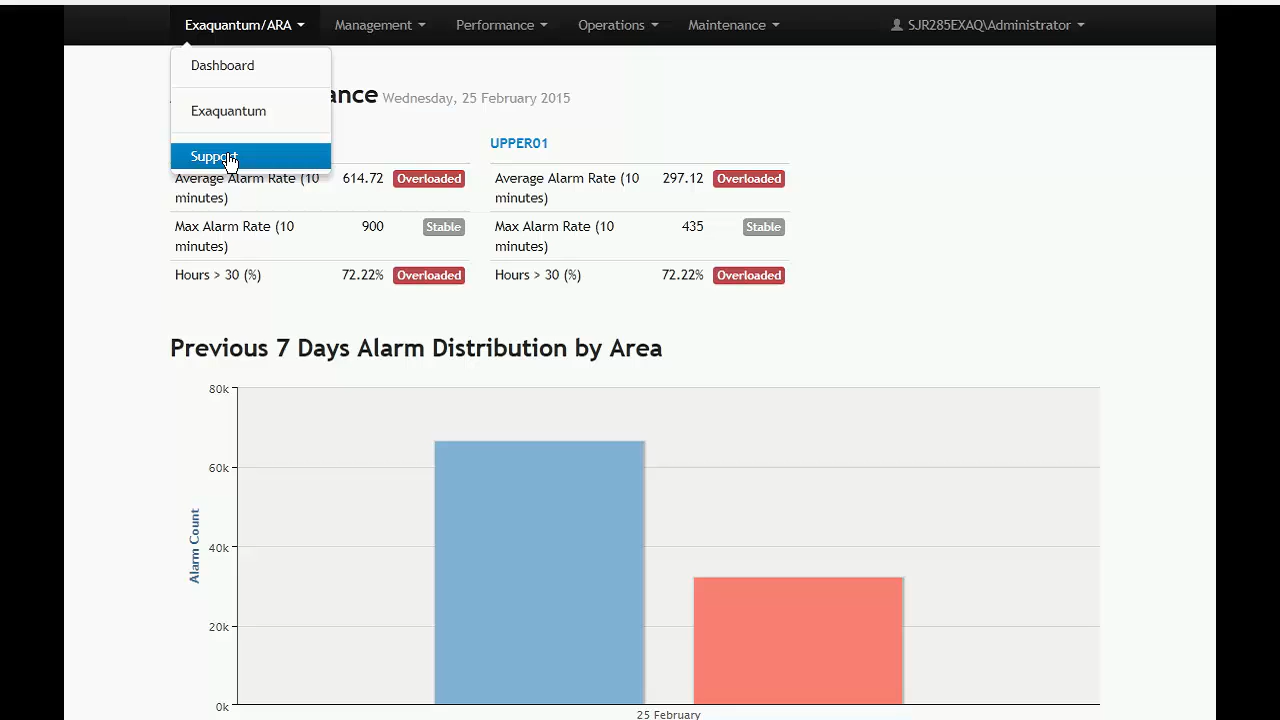 Exaquantum/ARA Management Performance Operations Maintenance SJR285EXAQ\Administrator
Dashboard
Exaquantum
Support
Wednesday, 25 February 2015
UPPER01
Average Alarm Rate (10 minutes) 614.72 Overloaded
Max Alarm Rate (10 minutes) 900 Stable
Hours > 30 (%) 72.22% Overloaded
Average Alarm Rate (10 minutes) 297.12 Overloaded
Max Alarm Rate (10 minutes) 435 Stable
Hours > 30 (%) 72.22% Overloaded
Previous 7 Days Alarm Distribution by Area
80k
60k
40k
20k
0k
Alarm Count
25 February